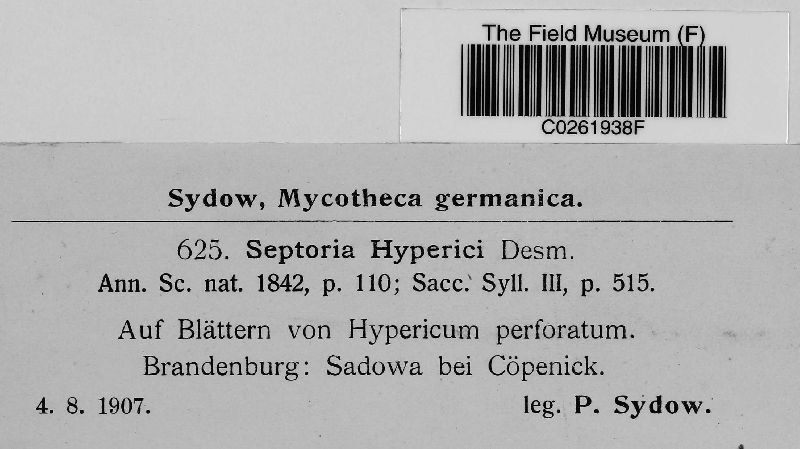 The Field Museum (F)
C0261938F
Sydow, Mycotheca germanica.
625. Septoria Hyperici Desm.
Ann. Sc. nat. 1842, p. 110; Sacc. Syll. III, p. 515.
Auf Blättern von Hypericum perforatum.
Brandenburg: Sadowa bei Cöpenick.
4. 8. 1907. leg. P. Sydow.